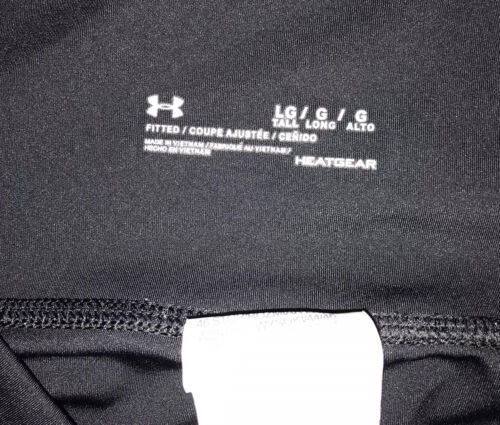 LG/ G / G
TALL LONG ALTO
FITTED / COUPE AJUSTÉE / CEÑIDO
MADE IN VIETNAM / FABRIQUÉ AU VIETNAM /
HECHO EN VIETNAM
HEATGEAR